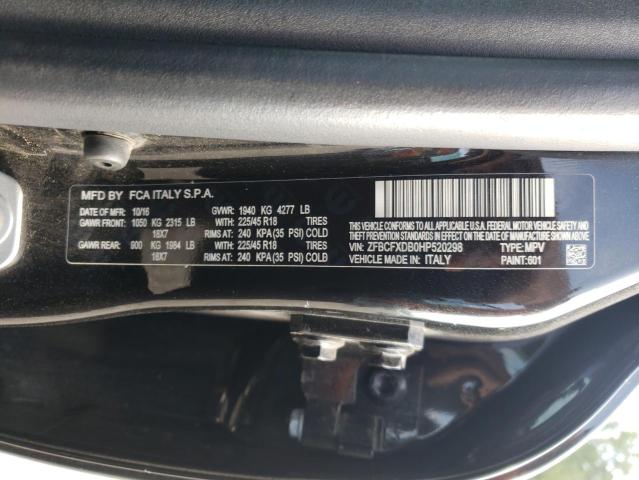 MFD BY FCA ITALY S.P.A.
DATE OF MFR: 10/16 GVWR: 1940 KG 4277 LB
GAWR FRONT: 1050 KG 2315 LB WITH: 225/45 R18 TIRES
18X7 RIMS AT: 240 KPA(35 PSI) COLD
GAWR REAR: 900 KG 1984 LB WITH: 225/45 R18 TIRES
18X7 RIMS AT: 240 KPA(35 PSI) COLD
THIS VEHICLE CONFORMS TO ALL APPLICABLE U.S.A. FEDERAL MOTOR VEHICLE SAFETY, BUMPER AND
THEFT PREVENTION STANDARDS IN EFFECT ON THE DATE OF MANUFACTURE SHOWN ABOVE
VIN: ZFBCFXDB0HP520298 TYPE: MPV
VEHICLE MADE IN: ITALY PAINT: 601